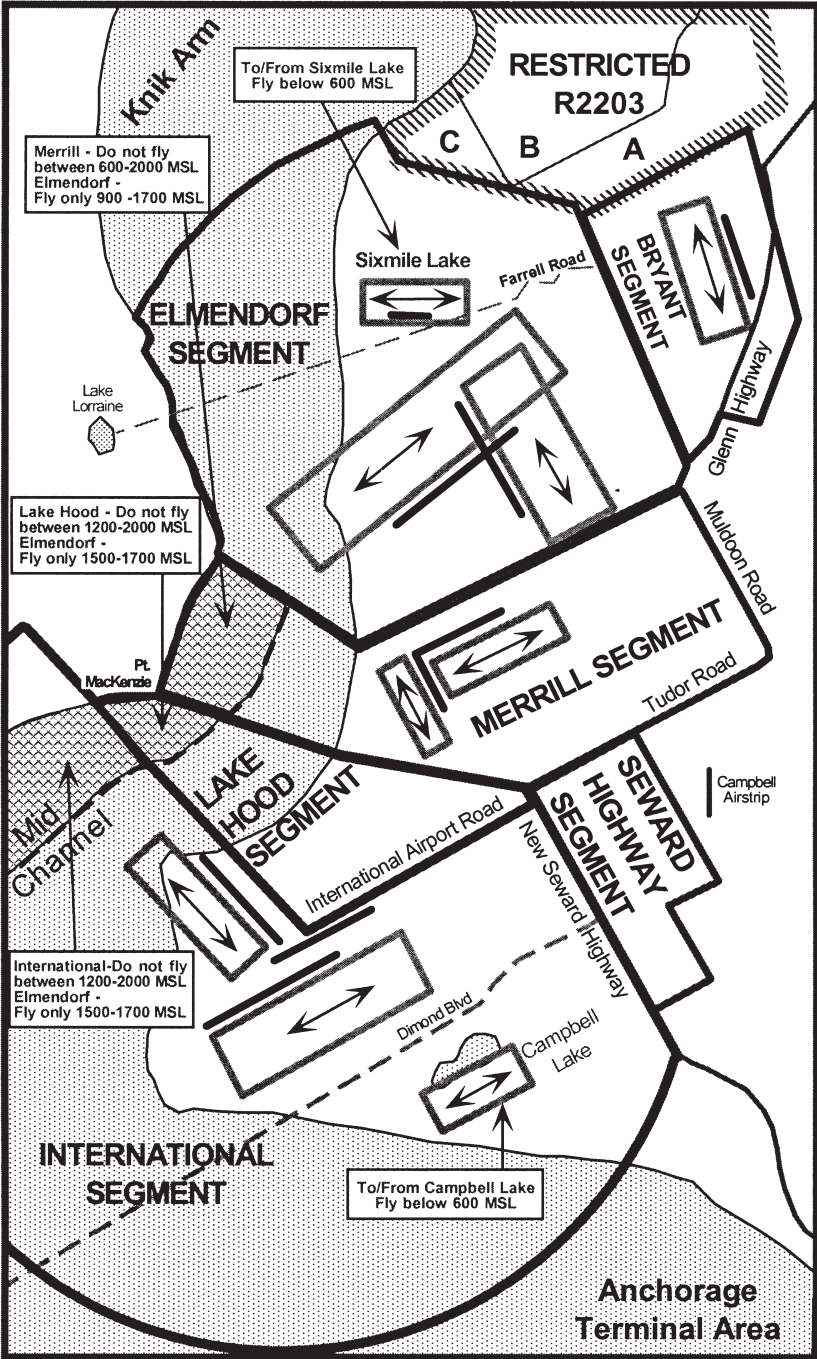 Knik Arm
To/From Sixmile Lake
Fly below 600 MSL
RESTRICTED
R2203
C
B
A
Merrill - Do not fly
between 600-2000 MSL
Elmendorf -
Fly only 900 -1700 MSL
Sixmile Lake
Farrell Road
BRYANT
SEGMENT
ELMENDORF
SEGMENT
Lake
Lorraine
Glenn Highway
Lake Hood - Do not fly
between 1200-2000 MSL
Elmendorf -
Fly only 1500-1700 MSL
Muldoon Road
Pt.
MacKenzie
MERRILL SEGMENT
Tudor Road
LAKE
HOOD
SEGMENT
SEWARD
HIGHWAY
SEGMENT
Campbell
Airstrip
Mid
Channel
International Airport Road
New Seward Highway
International-Do not fly
between 1200-2000 MSL
Elmendorf -
Fly only 1500-1700 MSL
Dimond Blvd
Campbell
Lake
INTERNATIONAL
SEGMENT
To/From Campbell Lake
Fly below 600 MSL
Anchorage
Terminal Area